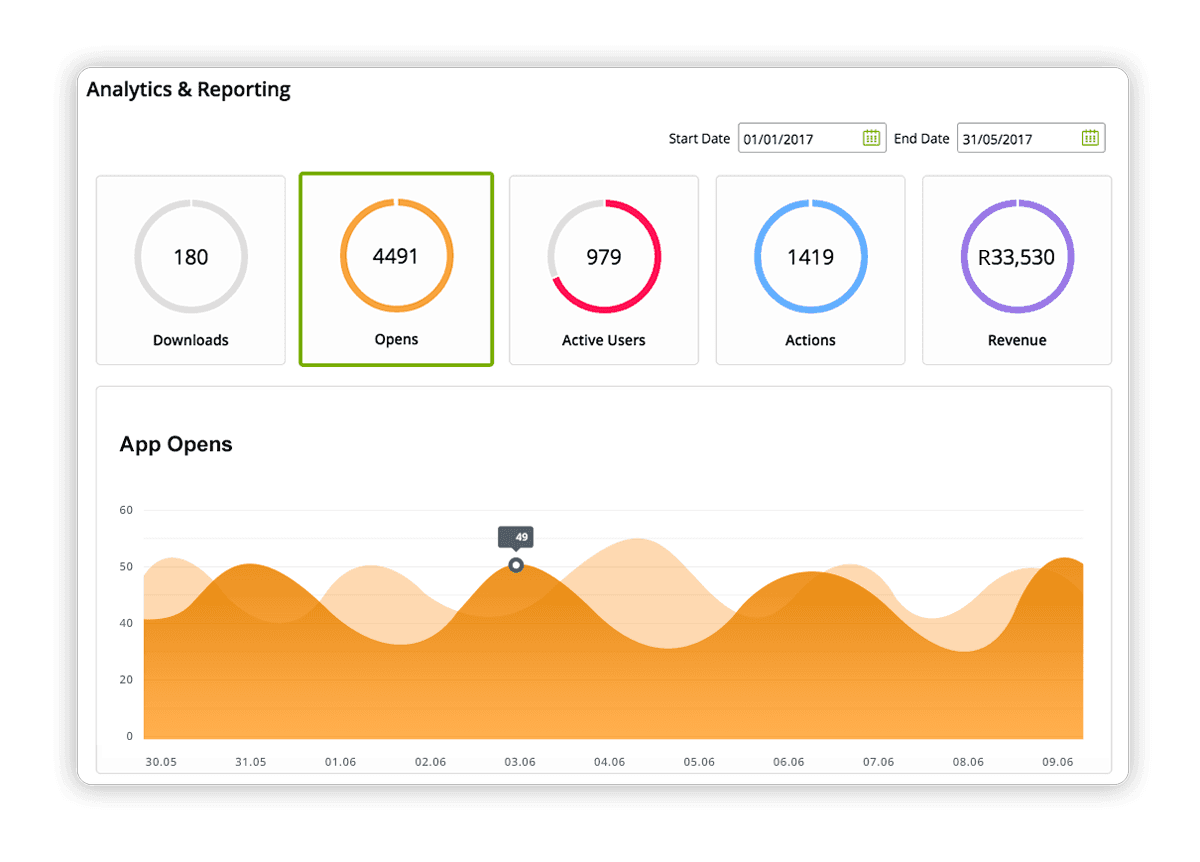 Analytics & Reporting
Start Date 01/01/2017 End Date 31/05/2017
180 4491 979 1419 R33,530
Downloads Opens Active Users Actions Revenue
App Opens
60
49
50
40
20
0
30.05 31.05 01.06 02.06 03.06 04.06 05.06 06.06 07.06 08.06 09.06